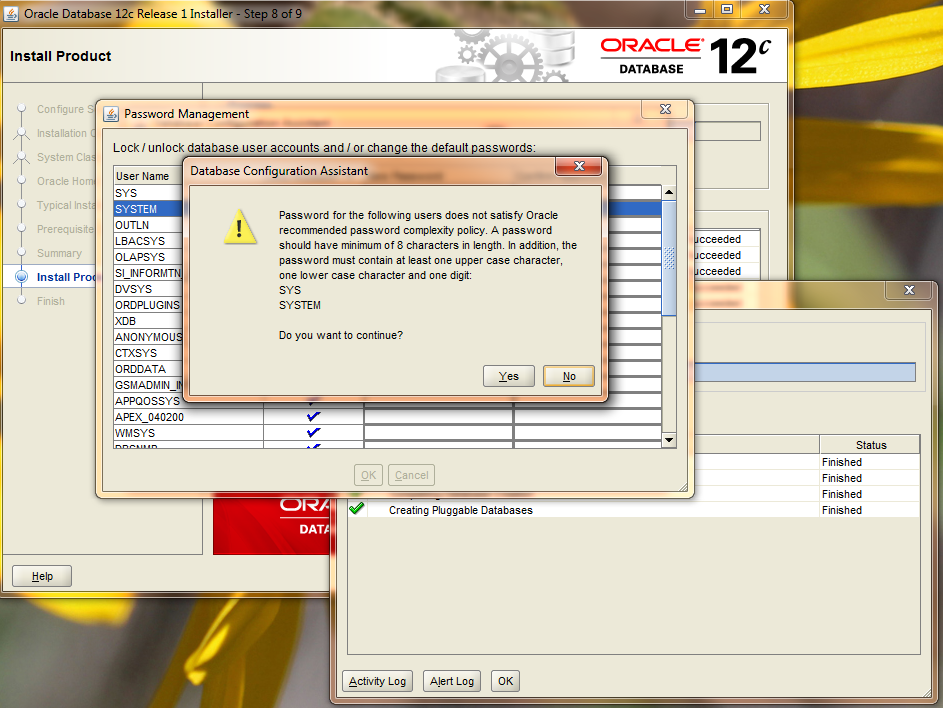 Oracle Database 12c Release 1 Installer - Step 8 of 9
Install Product
ORACLE®
DATABASE
12c
Configure S
Installation
System Clas
Oracle Hom
Typical Insta
Prerequisite
Summary
Install Prod
Finish
Help
Password Management
Lock / unlock database user accounts and / or change the default passwords:
User Name
SYS
SYSTEM
OUTLN
LBACSYS
OLAPSYS
SI_INFORMTN
DVSYS
ORDPLUGINS
XDB
ANONYMOUS
CTXSYS
ORDDATA
GSMADMIN_IN
APPQOSSYS
APEX_040200
WMSYS
OK
Cancel
Database Configuration Assistant
Password for the following users does not satisfy Oracle
recommended password complexity policy. A password
should have minimum of 8 characters in length. In addition, the
password must contain at least one upper case character,
one lower case character and one digit:
SYS
SYSTEM
Do you want to continue?
Yes
No
ucceeded
ucceeded
ucceeded
ORA
DATA
Status
Finished
Finished
Finished
Creating Pluggable Databases
Finished
Activity Log
Alert Log
OK